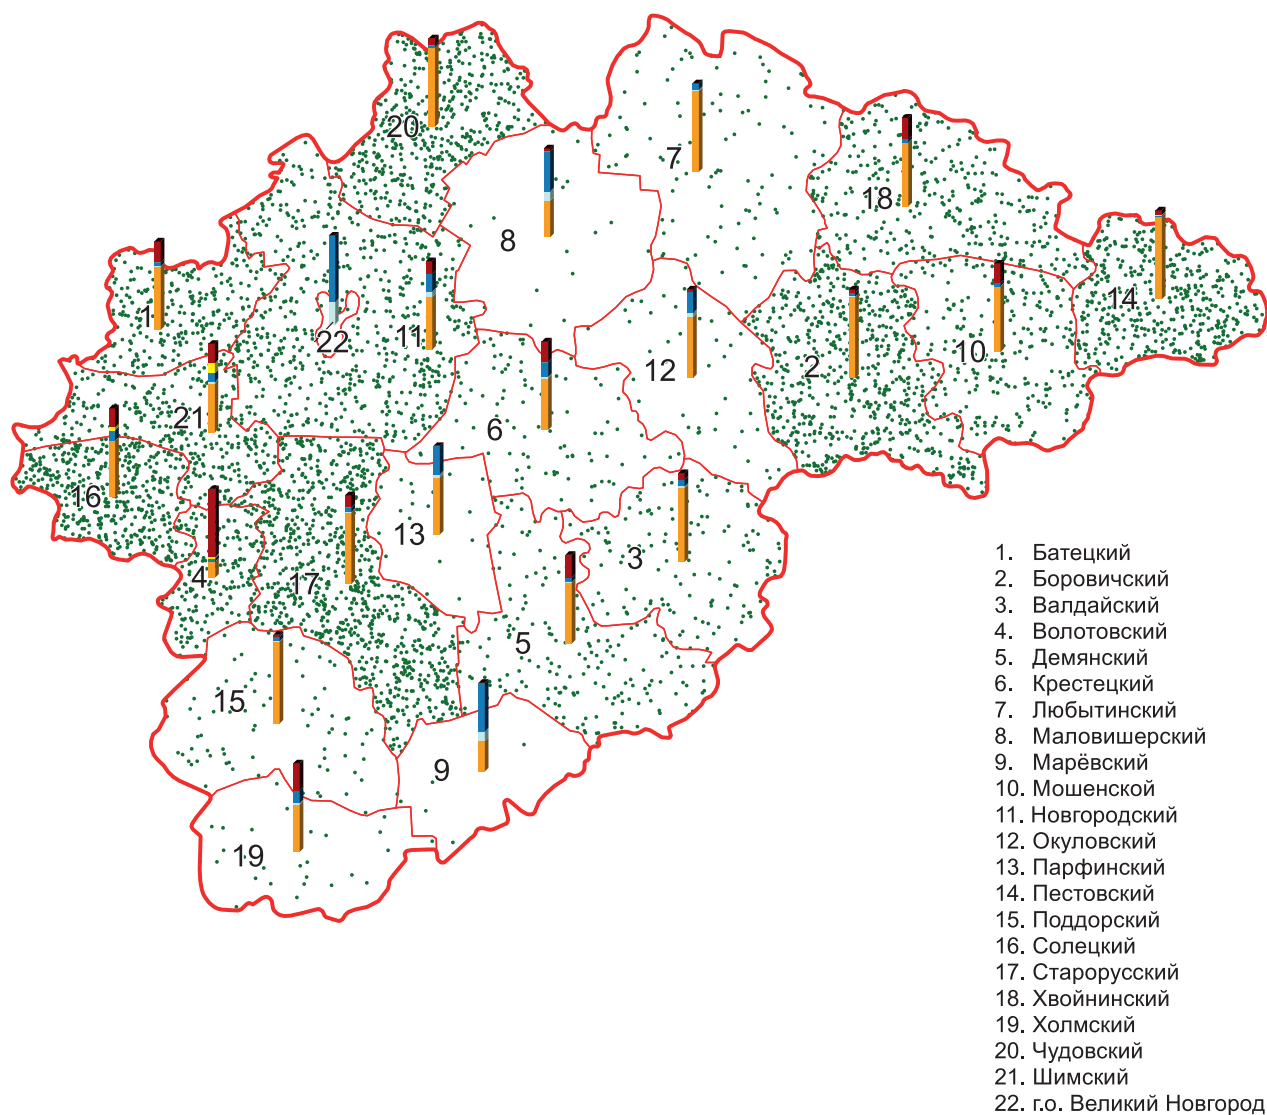 20
7
18
8
14
1
22
11
10
12
2
21
6
16
13
3
4
17
5
15
9
19
1. Батецкий
2. Боровичский
3. Валдайский
4. Волотовский
5. Демянский
6. Крестецкий
7. Любытинский
8. Маловишерский
9. Марёвский
10. Мошенской
11. Новгородский
12. Окуловский
13. Парфинский
14. Пестовский
15. Поддорский
16. Солецкий
17. Старорусский
18. Хвойнинский
19. Холмский
20. Чудовский
21. Шимский
22. г.о. Великий Новгород